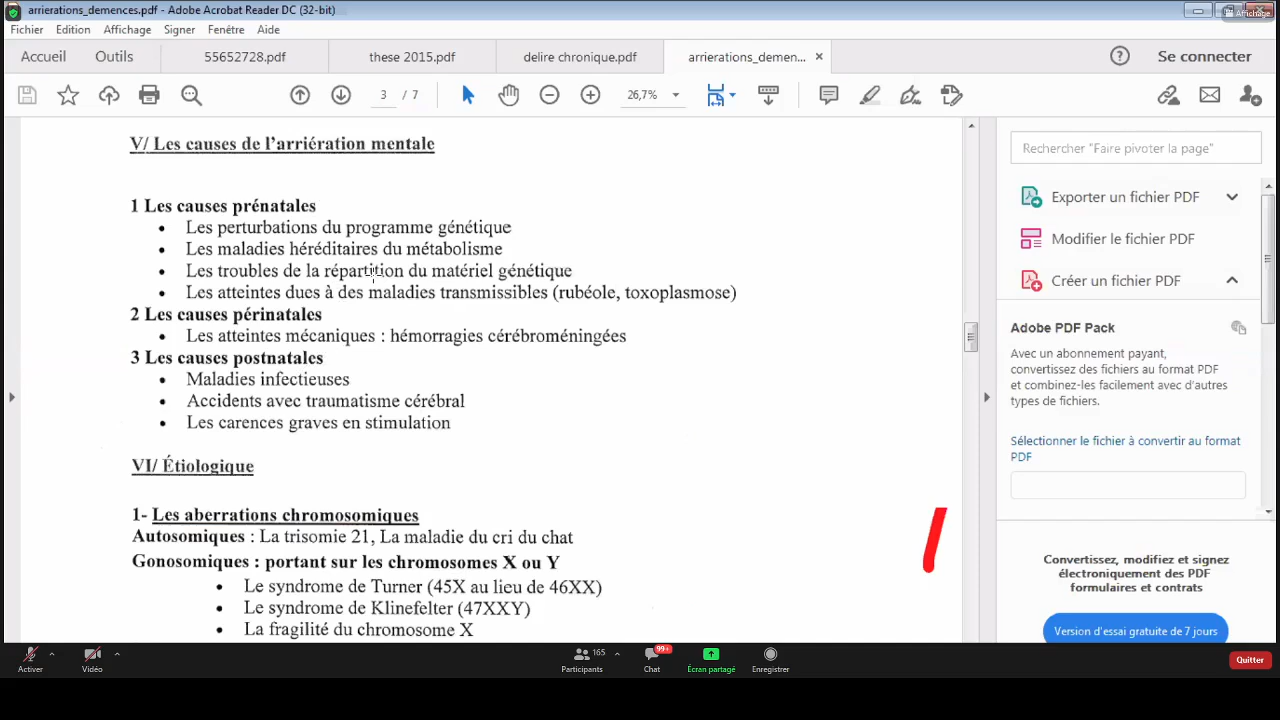 arrierations_demences.pdf - Adobe Acrobat Reader DC (32-bit)
Affichage
Fichier Edition Affichage Signer Fenêtre Aide
Accueil Outils 55652728.pdf these 2015.pdf delire chronique.pdf arrierations_demen... × Se connecter
3 / 7 26,7%
V/ Les causes de l’arriération mentale
1 Les causes prénatales
• Les perturbations du programme génétique
• Les maladies héréditaires du métabolisme
• Les troubles de la répartition du matériel génétique
• Les atteintes dues à des maladies transmissibles (rubéole, toxoplasmose)
2 Les causes périnatales
• Les atteintes mécaniques : hémorragies cérébroméningées
3 Les causes postnatales
• Maladies infectieuses
• Accidents avec traumatisme cérébral
• Les carences graves en stimulation
VI/ Étiologique
1- Les aberrations chromosomiques
Autosomiques : La trisomie 21, La maladie du cri du chat
Gonosomiques : portant sur les chromosomes X ou Y
• Le syndrome de Turner (45X au lieu de 46XX)
• Le syndrome de Klinefelter (47XXY)
• La fragilité du chromosome X
Rechercher "Faire pivoter la page"
Exporter un fichier PDF
Modifier le fichier PDF
Créer un fichier PDF
Adobe PDF Pack
Avec un abonnement payant,
convertissez des fichiers au format PDF
et combinez-les facilement avec d'autres
types de fichiers.
Sélectionner le fichier à convertir au format
PDF
Convertissez, modifiez et signez
électroniquement des PDF
formulaires et contrats
Version d'essai gratuite de 7 jours
165 99+
Activer Vidéo Participants Chat Écran partagé Enregistrer Quitter